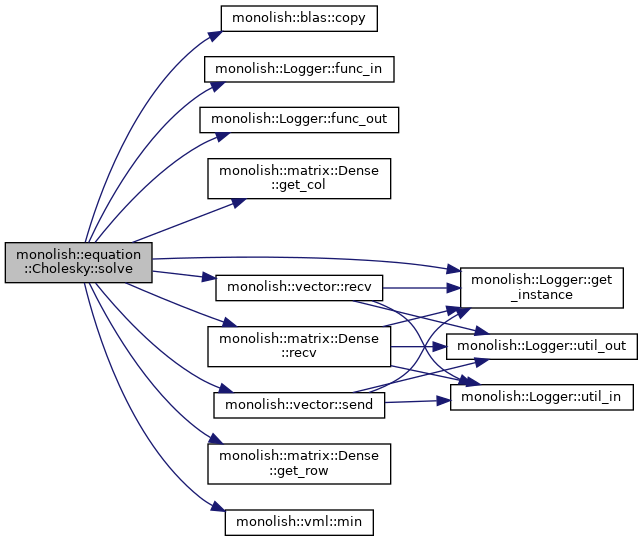 monolish::blas::copy
monolish::Logger::func_in
monolish::Logger::func_out
monolish::matrix::Dense
::get_col
monolish::equation
::Cholesky::solve
monolish::vector::recv
monolish::Logger::get
_instance
monolish::matrix::Dense
::recv
monolish::Logger::util_out
monolish::vector::send
monolish::Logger::util_in
monolish::matrix::Dense
::get_row
monolish::vml::min